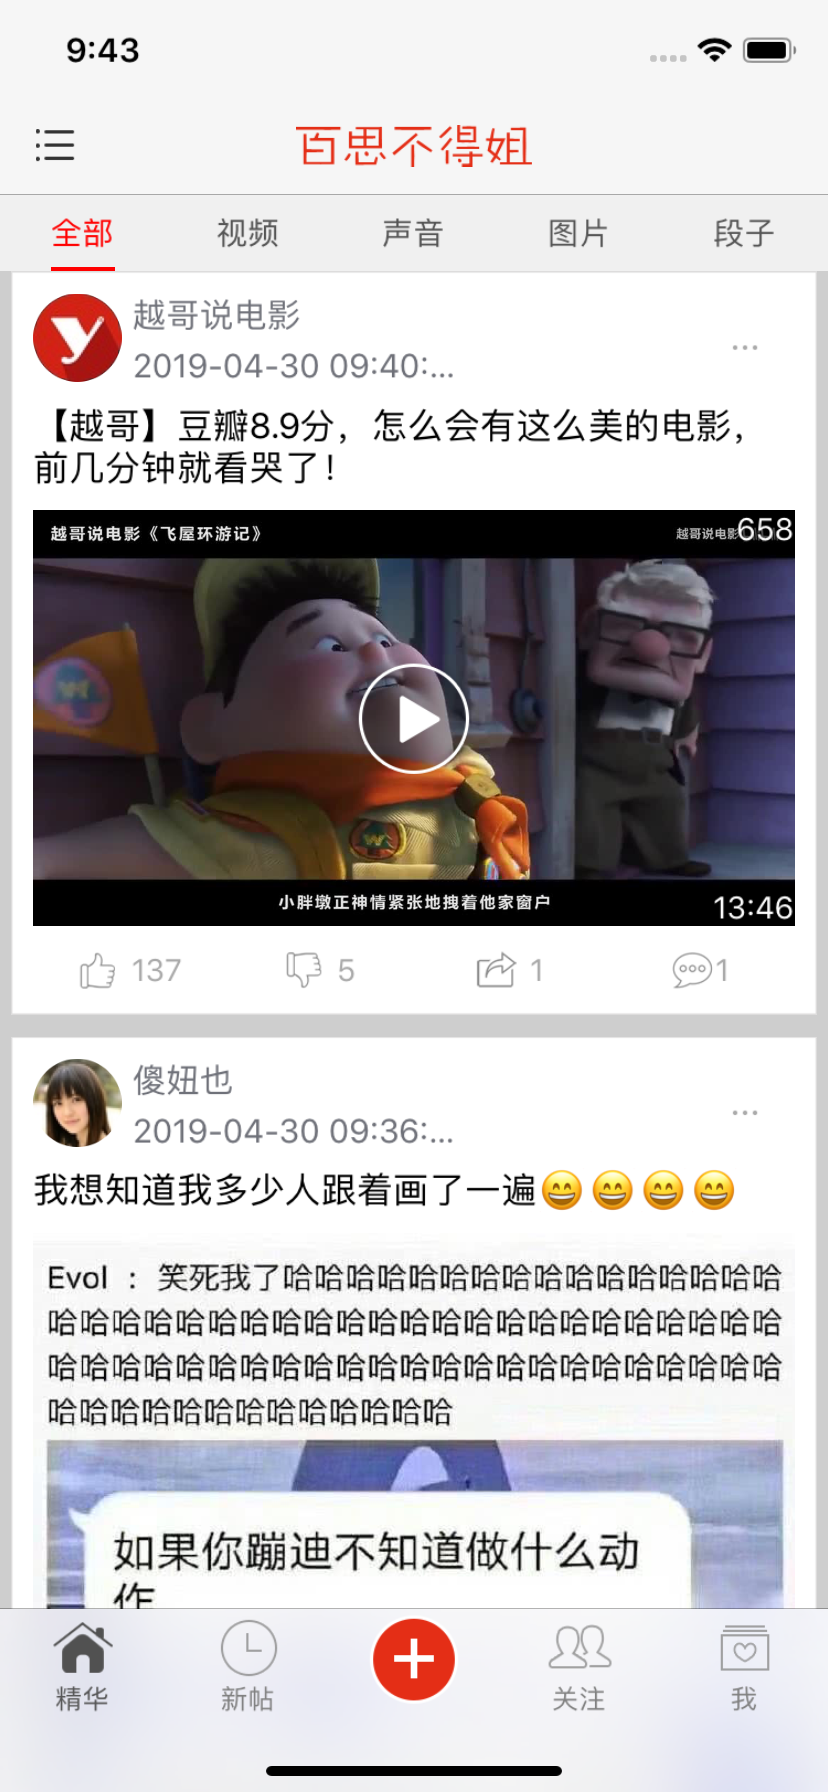 9:43
百思不得姐
全部 视频 声音 图片 段子
越哥说电影
2019-04-30 09:40:...
【越哥】豆瓣8.9分，怎么会有这么美的电影，
前几分钟就看哭了！
越哥说电影《飞屋环游记》 越哥说电影 658
小胖墩正神情紧张地拽着他家窗户
13:46
137 5 1 1
傻妞也
2019-04-30 09:36:...
我想知道我多少人跟着画了一遍😄😄😄😄
Evol ：笑死我了哈哈哈哈哈哈哈哈哈哈哈哈哈哈哈哈
哈哈哈哈哈哈哈哈哈哈哈哈哈哈哈哈哈哈哈哈哈哈哈
哈哈哈哈哈哈哈哈哈哈哈哈哈哈哈哈哈哈哈哈哈哈哈
哈哈哈哈哈哈哈哈哈哈哈哈哈
如果你蹦迪不知道做什么动
作
精华 新帖 关注 我